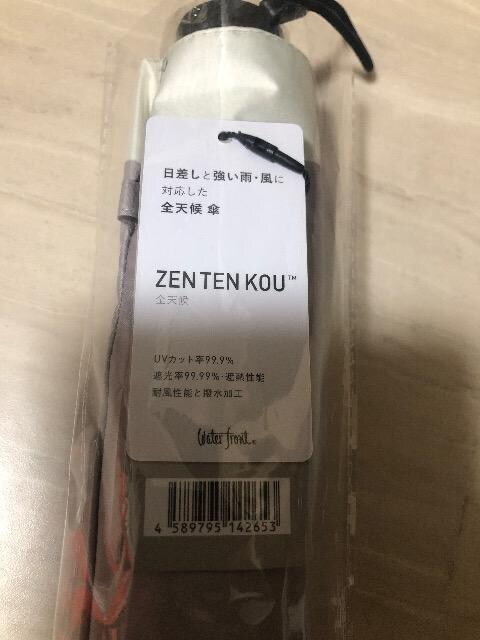 日差しと強い雨・風に
対応した
全天候 傘
ZEN TEN KOU™
全天候
UVカット率99.9%
遮光率99.99%・遮熱性能
耐風性能と撥水加工
Water front®
4 589795 142653